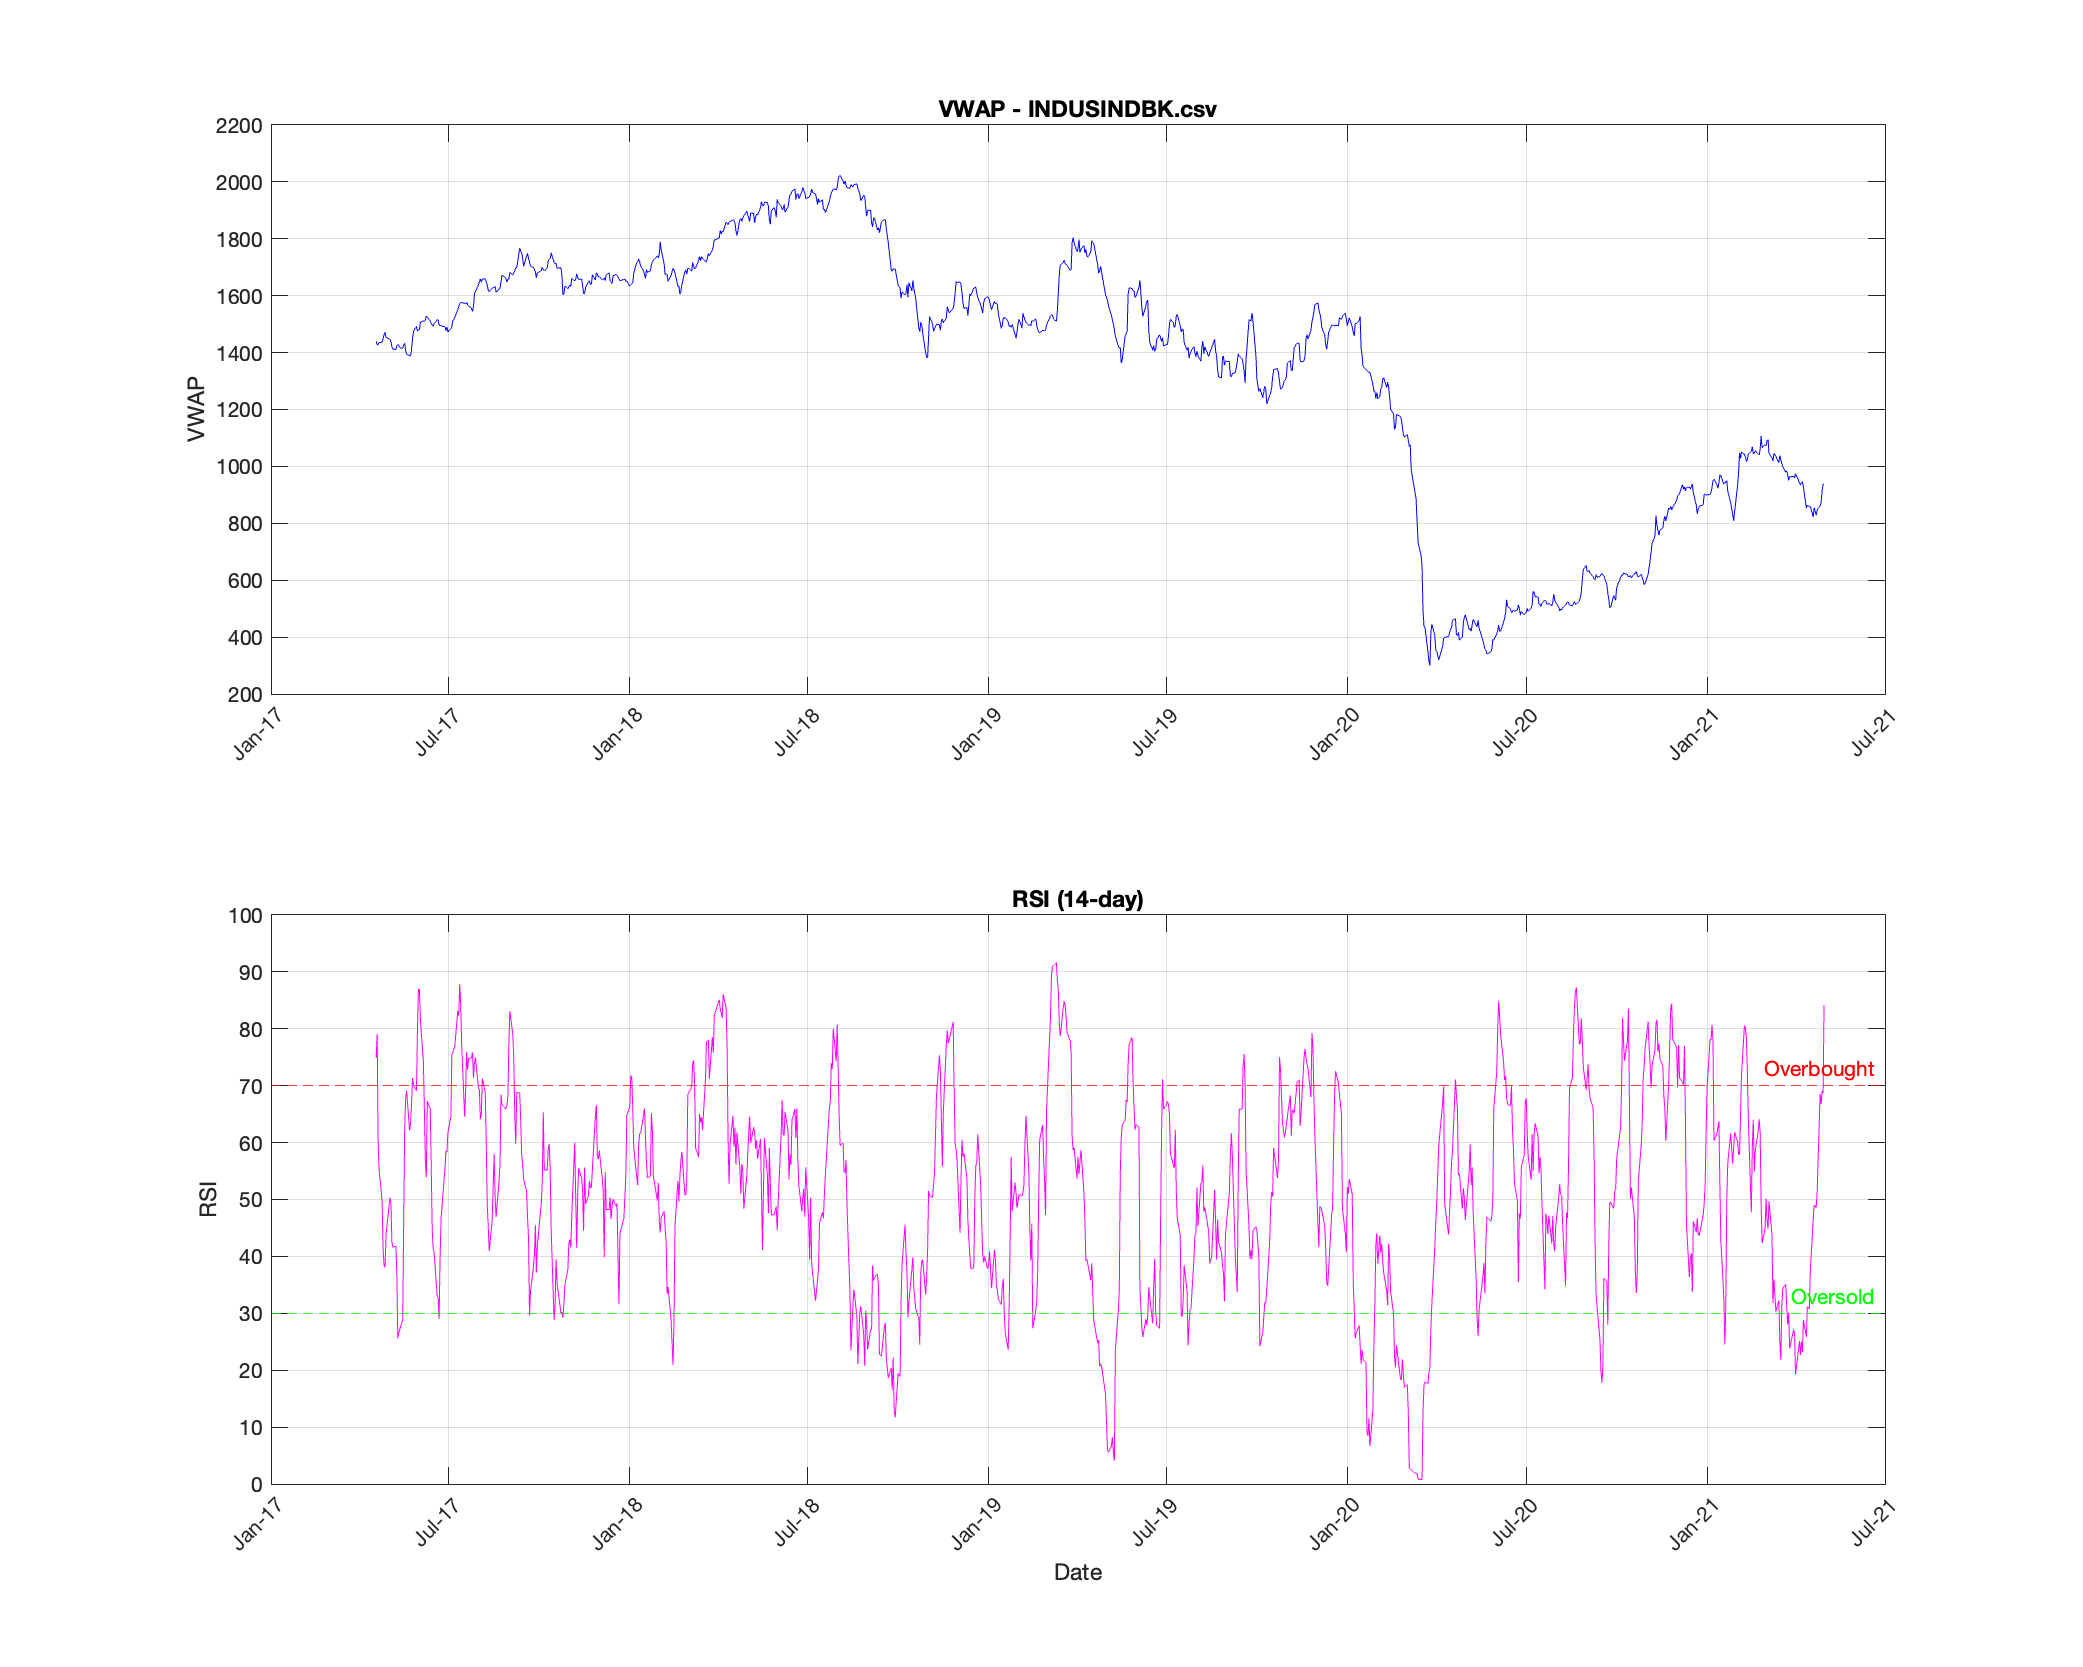 VWAP - INDUSINDBK.csv
2200
2000
1800
1600
1400
1200
1000
800
600
400
200
VWAP
Jan-17
Jul-17
Jan-18
Jul-18
Jan-19
Jul-19
Jan-20
Jul-20
Jan-21
Jul-21
RSI (14-day)
100
90
80
70
60
50
40
30
20
10
0
RSI
Overbought
Oversold
Jan-17
Jul-17
Jan-18
Jul-18
Jan-19
Jul-19
Jan-20
Jul-20
Jan-21
Jul-21
Date